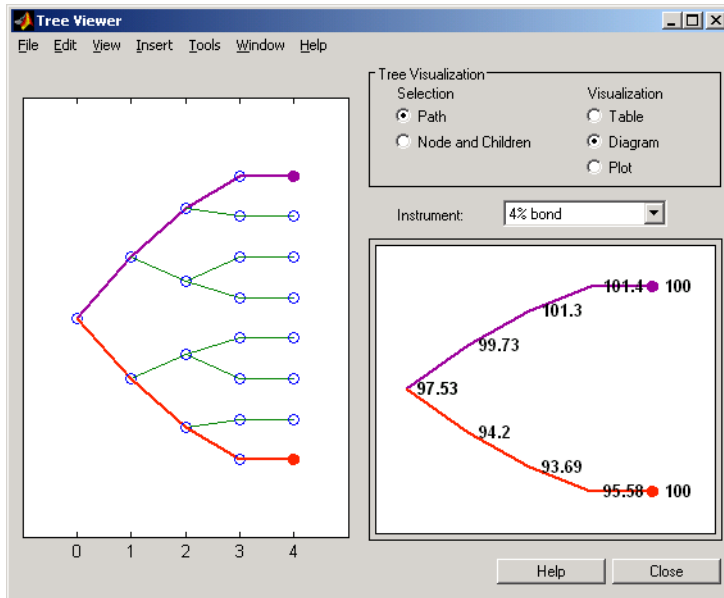 Tree Viewer
File Edit View Insert Tools Window Help
Tree Visualization
Selection Visualization
Path Table
Node and Children Diagram
Plot
Instrument: 4% bond
101.4 100
101.3
99.73
97.53
94.2
93.69
95.58 100
0 1 2 3 4
Help Close